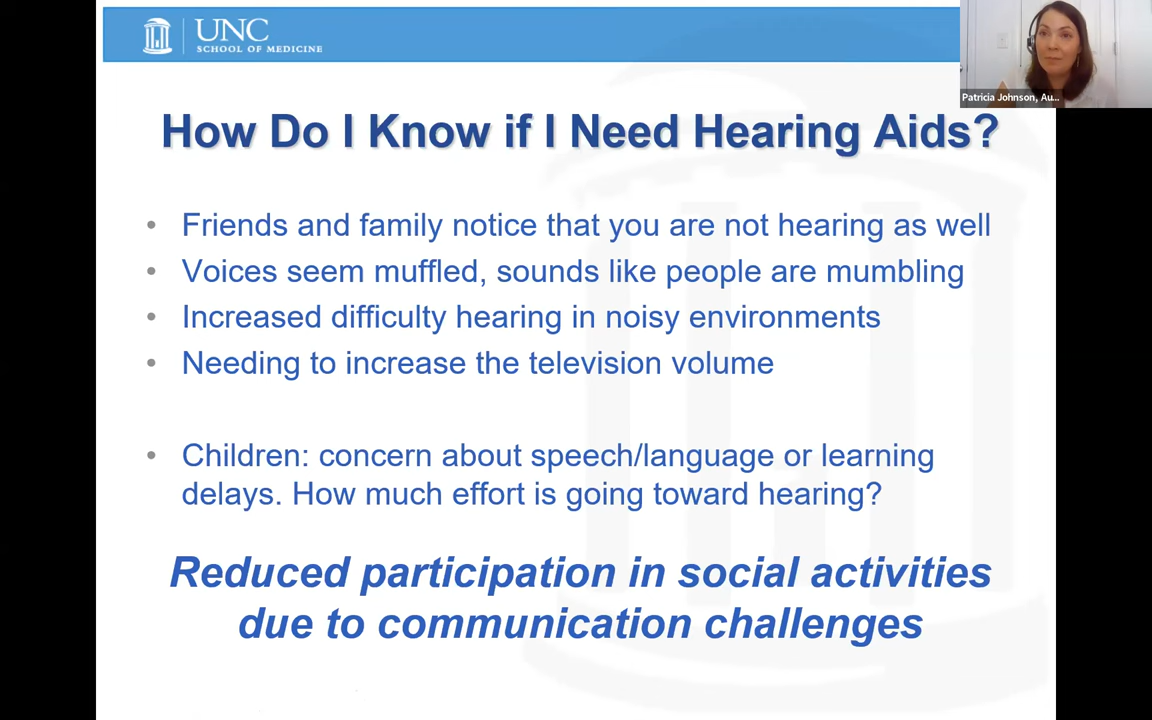 UNC
SCHOOL OF MEDICINE
Patricia Johnson, Au...
How Do I Know if I Need Hearing Aids?
• Friends and family notice that you are not hearing as well
• Voices seem muffled, sounds like people are mumbling
• Increased difficulty hearing in noisy environments
• Needing to increase the television volume
• Children: concern about speech/language or learning
delays. How much effort is going toward hearing?
Reduced participation in social activities
due to communication challenges